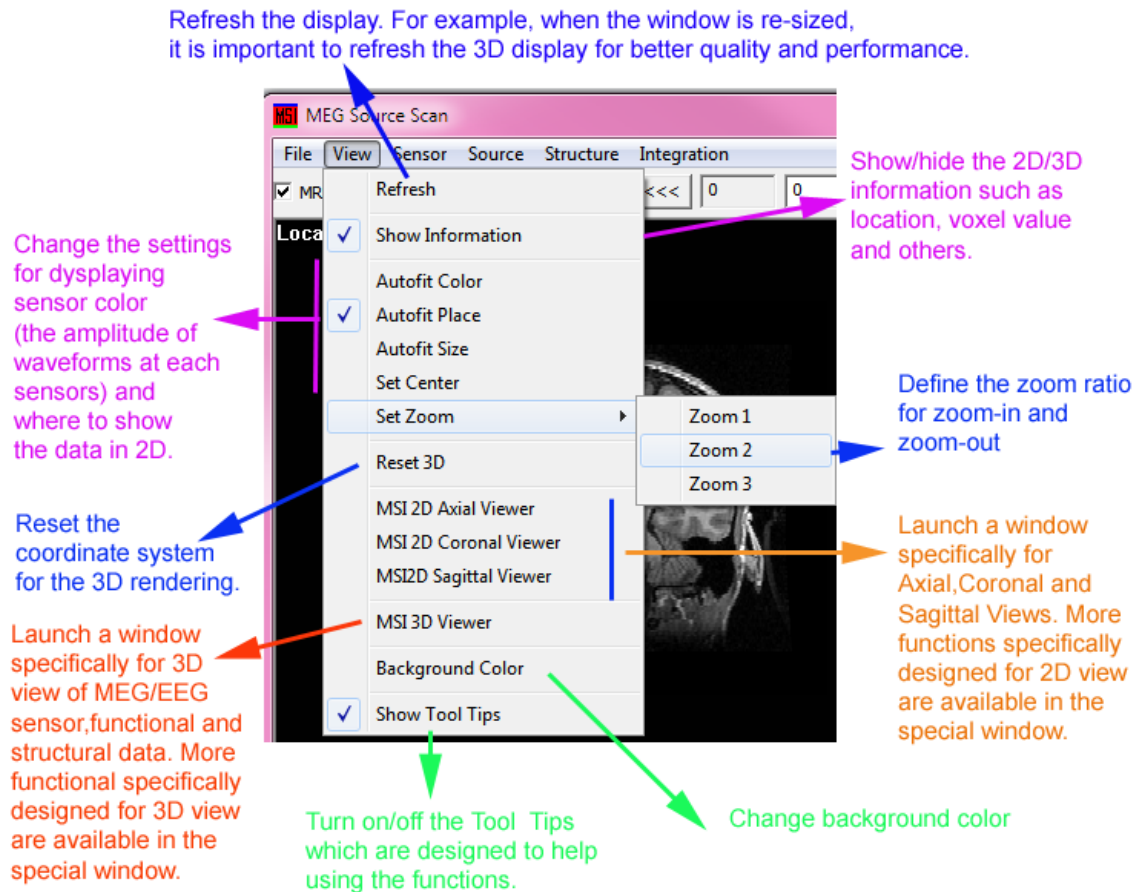 Refresh the display. For example, when the window is re-sized,
it is important to refresh the 3D display for better quality and performance.
MSI MEG Source Scan
File View Sensor Source Structure Integration
MR
<<< 0 0
Loca
Refresh
Show Information
Autofit Color
Autofit Place
Autofit Size
Set Center
Set Zoom
Zoom 1
Zoom 2
Zoom 3
Reset 3D
MSI 2D Axial Viewer
MSI 2D Coronal Viewer
MSI2D Sagittal Viewer
MSI 3D Viewer
Background Color
Show Tool Tips
Show/hide the 2D/3D
information such as
location, voxel value
and others.
Change the settings
for dysplaying
sensor color
(the amplitude of
waveforms at each
sensors) and
where to show
the data in 2D.
Define the zoom ratio
for zoom-in and
zoom-out
Reset the
coordinate system
for the 3D rendering.
Launch a window
specifically for
Axial,Coronal and
Sagittal Views. More
functions specifically
designed for 2D view
are available in the
special window.
Launch a window
specifically for 3D
view of MEG/EEG
sensor,functional and
structural data. More
functional specifically
designed for 3D view
are available in the
special window.
Turn on/off the Tool Tips
which are designed to help
using the functions.
Change background color